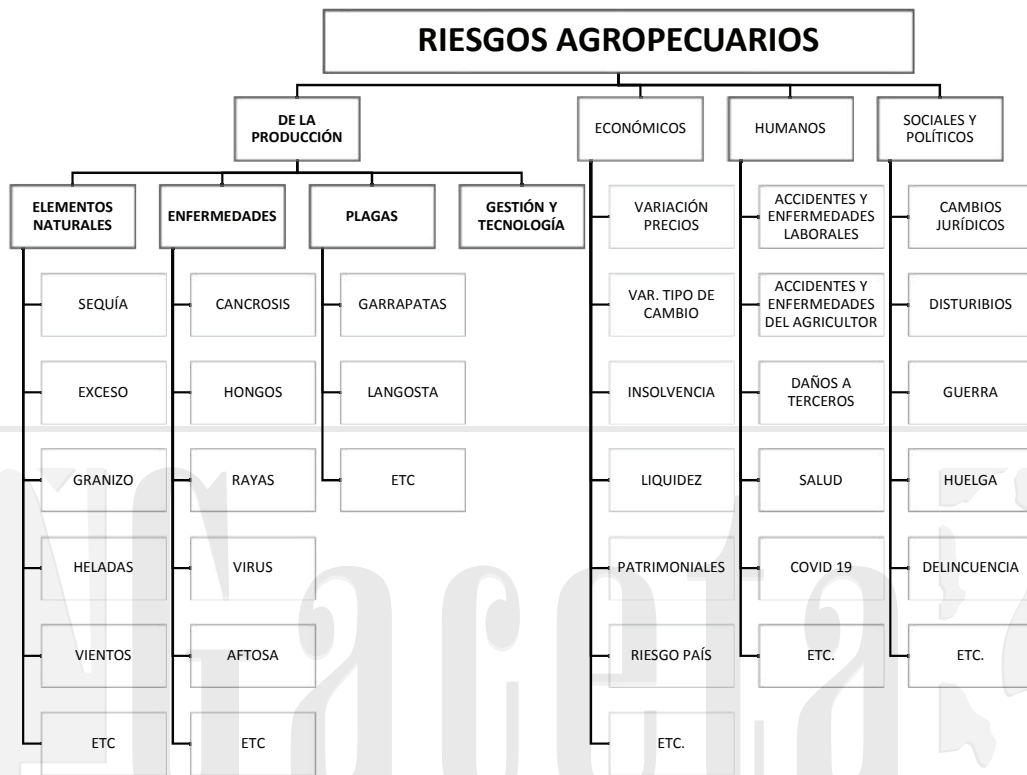 RIESGOS AGROPECUARIOS
DE LA
PRODUCCIÓN
ECONÓMICOS
HUMANOS
SOCIALES Y
POLÍTICOS
ELEMENTOS
NATURALES
ENFERMEDADES
PLAGAS
GESTIÓN Y
TECNOLOGÍA
SEQUÍA
EXCESO
GRANIZO
HELADAS
VIENTOS
ETC
CANCROSIS
HONGOS
RAYAS
VIRUS
AFTOSA
ETC
GARRAPATAS
LANGOSTA
ETC
VARIACIÓN
PRECIOS
VAR. TIPO DE
CAMBIO
INSOLVENCIA
LIQUIDEZ
PATRIMONIALES
RIESGO PAÍS
ETC.
ACCIDENTES Y
ENFERMEDADES
LABORALES
ACCIDENTES Y
ENFERMEDADES
DEL AGRICULTOR
DAÑOS A
TERCEROS
SALUD
COVID 19
ETC.
CAMBIOS
JURÍDICOS
DISTURIBIOS
GUERRA
HUELGA
DELINCUENCIA
ETC.
Gaceta